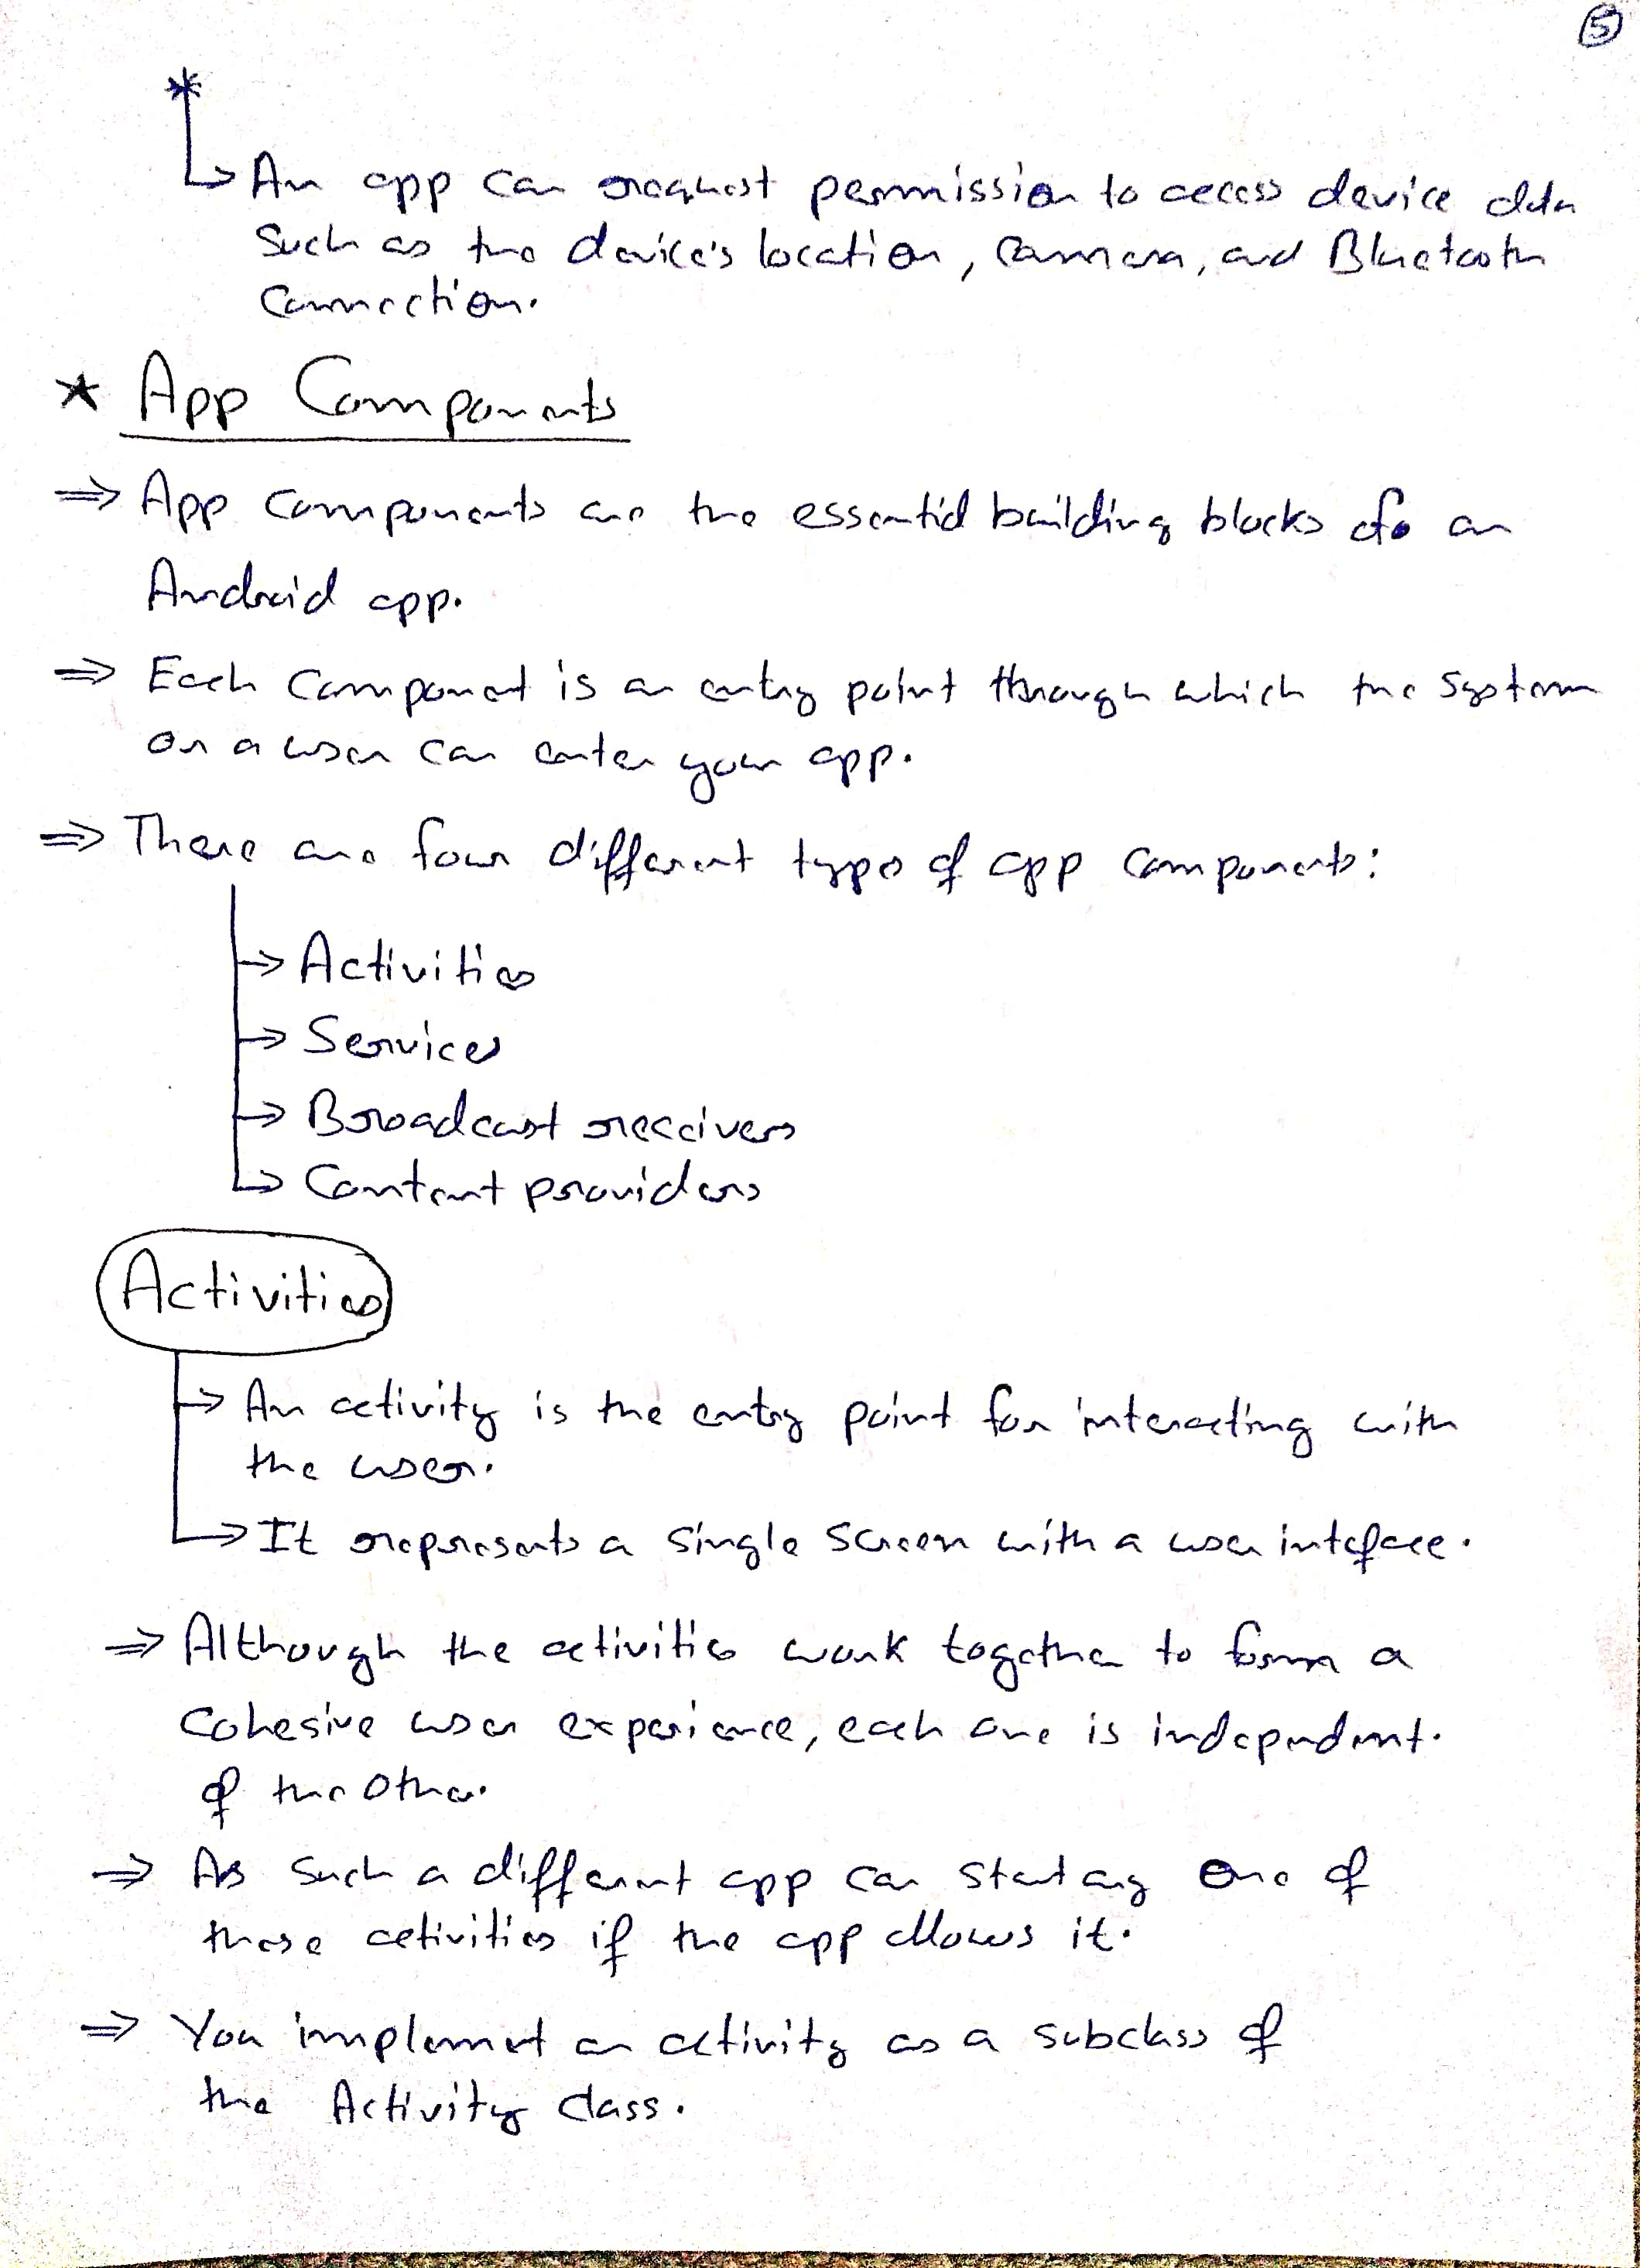 5
*
↳ An app can request permission to access device data
such as the device's location, camera, and Bluetooth
connection.
* App Components
⇒ App components are the essential building blocks of an
Android app.
⇒ Each component is an entry point through which the system
or a user can enter your app.
⇒ There are four different types of app components:
→ Activities
→ Services
→ Broadcast receivers
↳ Content providers
Activities
→ An activity is the entry point for interacting with
the user.
→ It represents a single screen with a user inteface.
⇒ Although the activities work together to form a
cohesive user experience, each one is independent.
of the other.
⇒ As such a different app can start any one of
these activities if the app allows it.
⇒ You implement an activity as a subclass of
the Activity class.